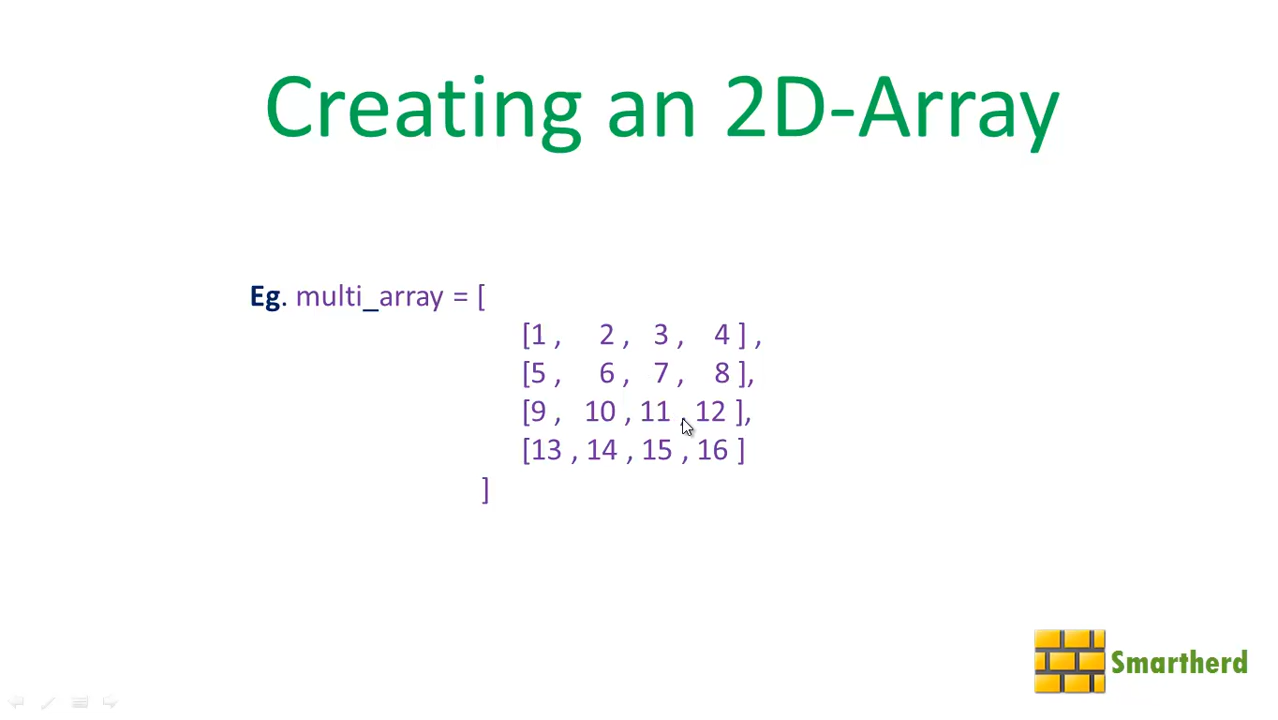 Creating an 2D-Array
Eg. multi_array = [
[1 , 2 , 3 , 4 ] ,
[5 , 6 , 7 , 8 ],
[9 , 10 , 11 , 12 ],
[13 , 14 , 15 , 16 ]
]
Smartherd